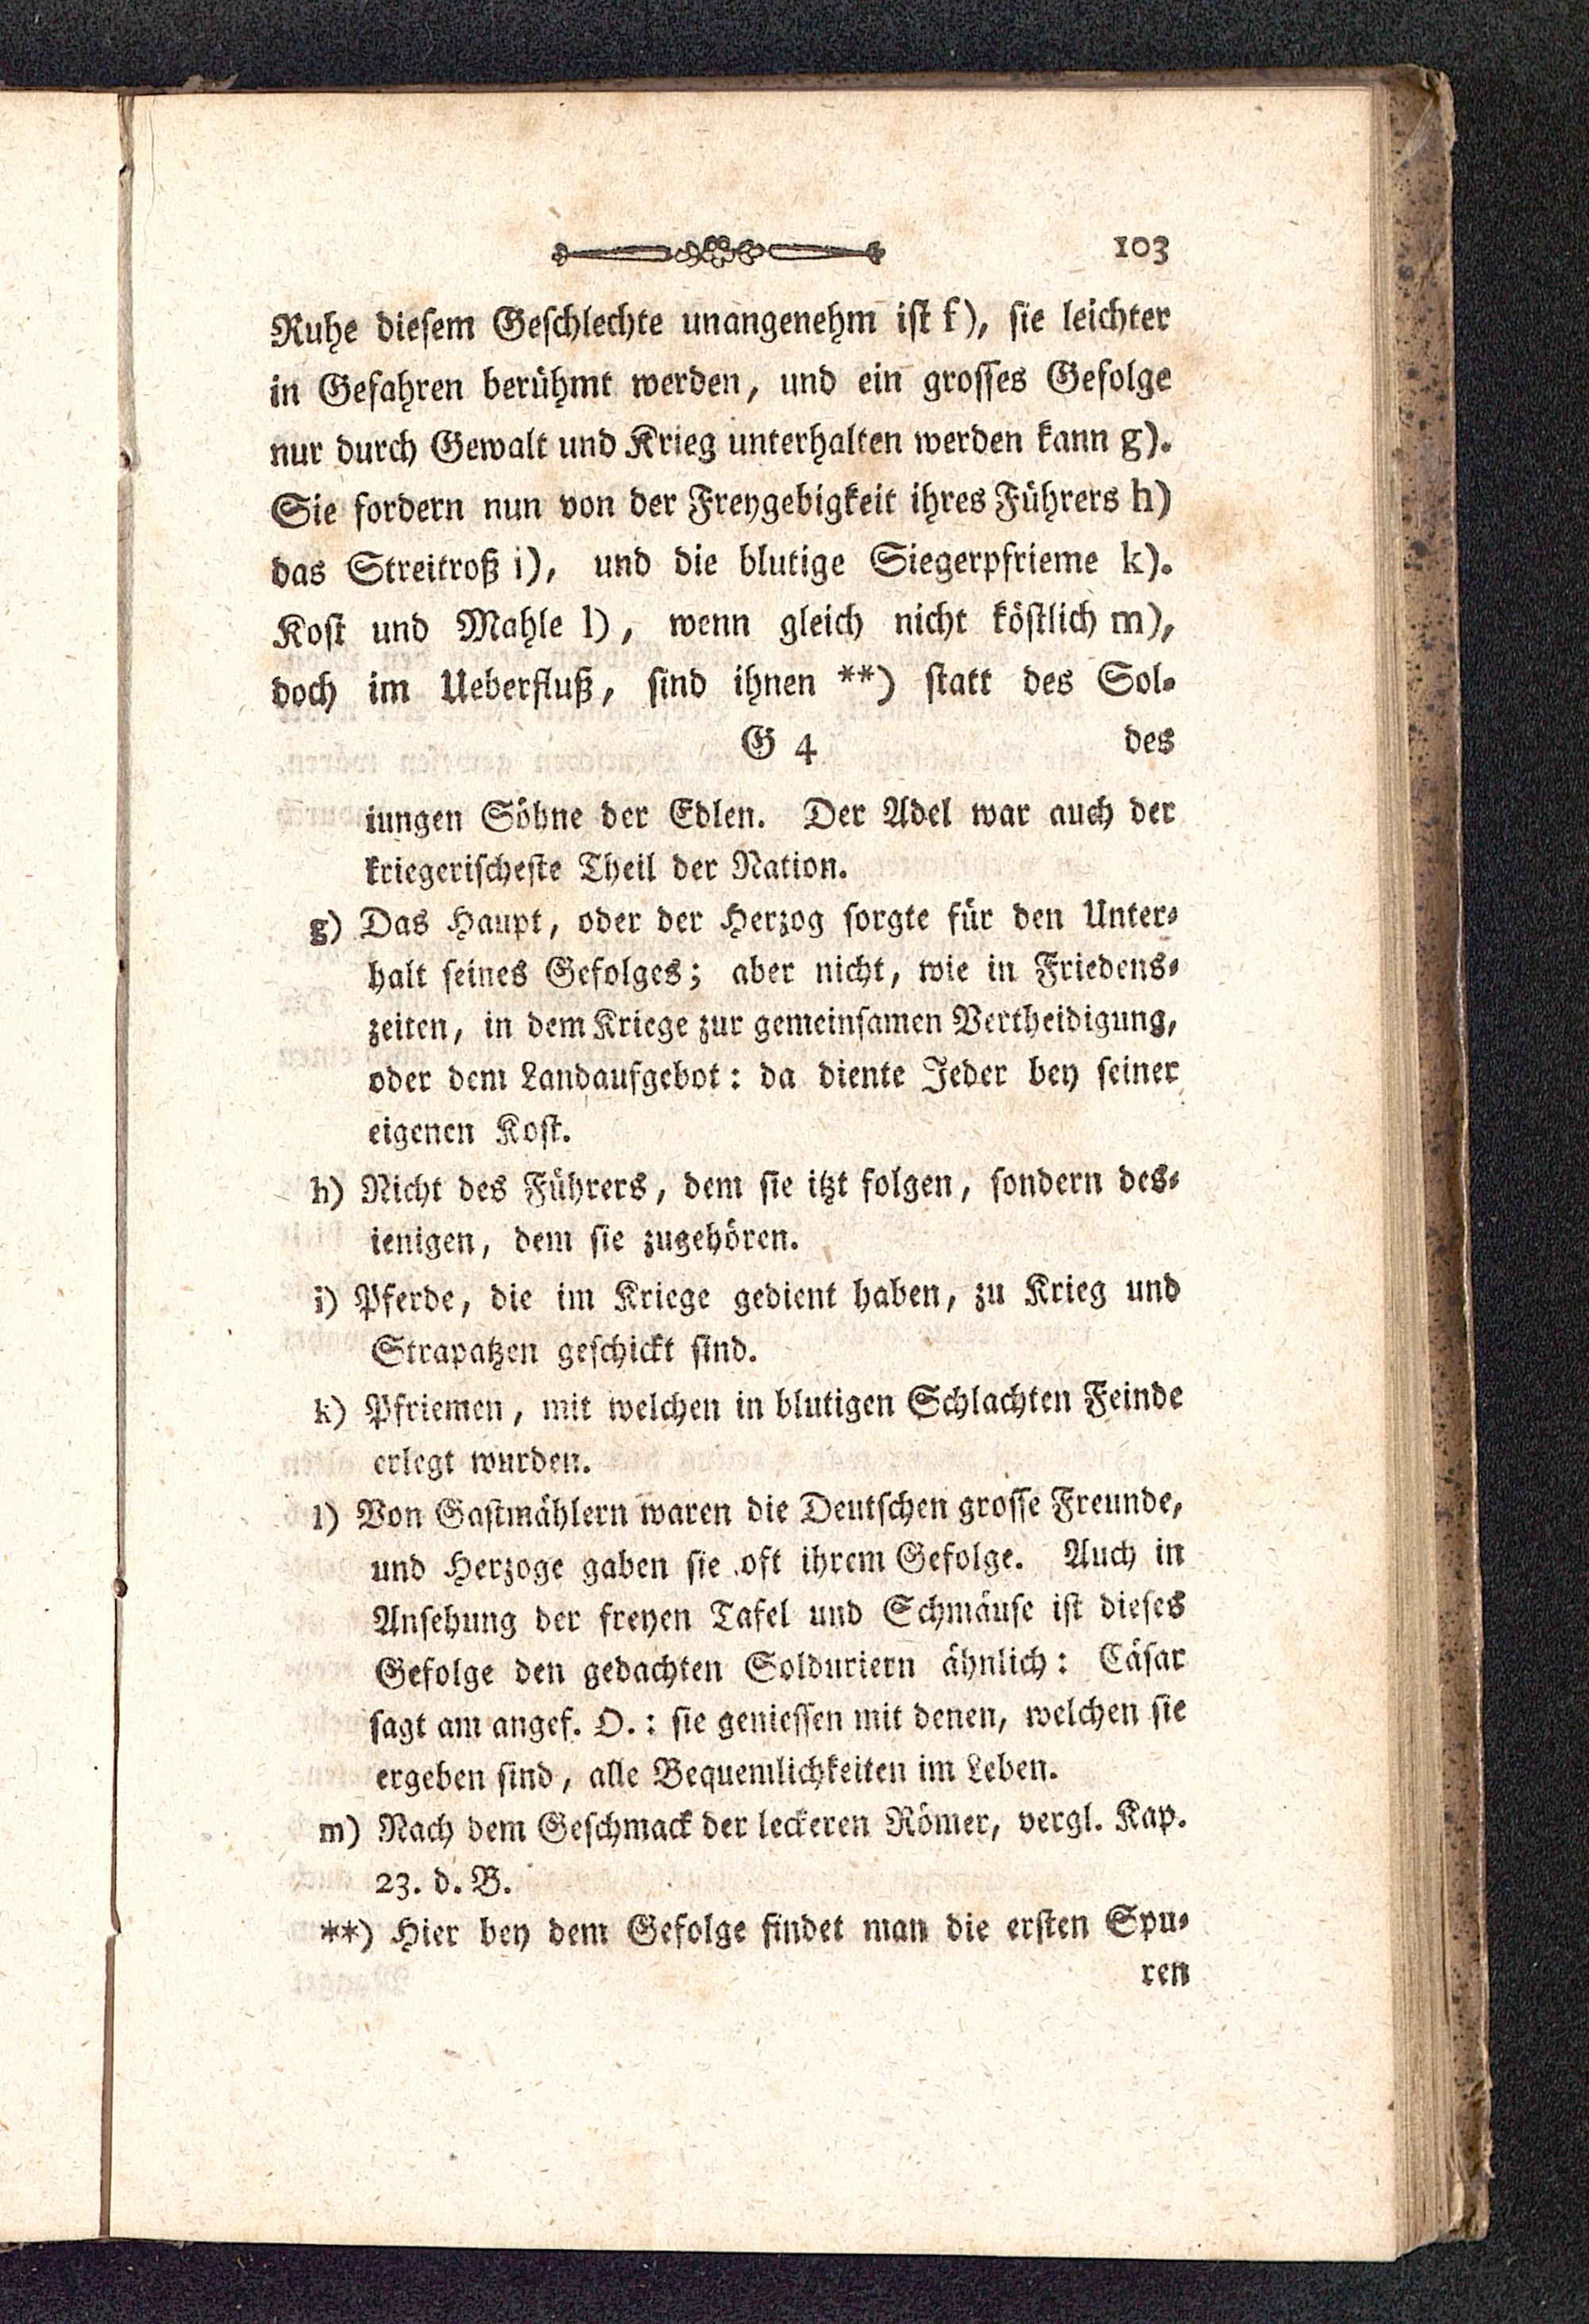 103
Ruhe diesem Geschlechte unangenehm ist f), sie leichter
in Gefahren berühmt werden, und ein grosses Gefolge
nur durch Gewalt und Krieg unterhalten werden kann g).
Sie fordern nun von der Freygebigkeit ihres Führers h)
das Streitroß i), und die blutige Siegerpfrieme k).
Kost und Mahle l), wenn gleich nicht köstlich m),
doch im Ueberfluß, sind ihnen **) statt des Sol-
G 4 des
iungen Söhne der Edlen. Der Adel war auch der
kriegerischeste Theil der Nation.
g) Das Haupt, oder der Herzog sorgte für den Unter-
halt seines Gefolges; aber nicht, wie in Friedens-
zeiten, in dem Kriege zur gemeinsamen Vertheidigung,
oder dem Landaufgebot: da diente Jeder bey seiner
eigenen Kost.
h) Nicht des Führers, dem sie itzt folgen, sondern des-
ienigen, dem sie zugehören.
i) Pferde, die im Kriege gedient haben, zu Krieg und
Strapatzen geschickt sind.
k) Pfriemen, mit welchen in blutigen Schlachten Feinde
erlegt wurden.
l) Von Gastmählern waren die Deutschen grosse Freunde,
und Herzoge gaben sie oft ihrem Gefolge. Auch in
Ansehung der freyen Tafel und Schmäuse ist dieses
Gefolge den gedachten Solduriern ähnlich: Cäsar
sagt am angef. O.: sie geniessen mit denen, welchen sie
ergeben sind, alle Bequemlichkeiten im Leben.
m) Nach dem Geschmack der leckeren Römer, vergl. Kap.
23. d. B.
**) Hier bey dem Gefolge findet man die ersten Spu-
ren